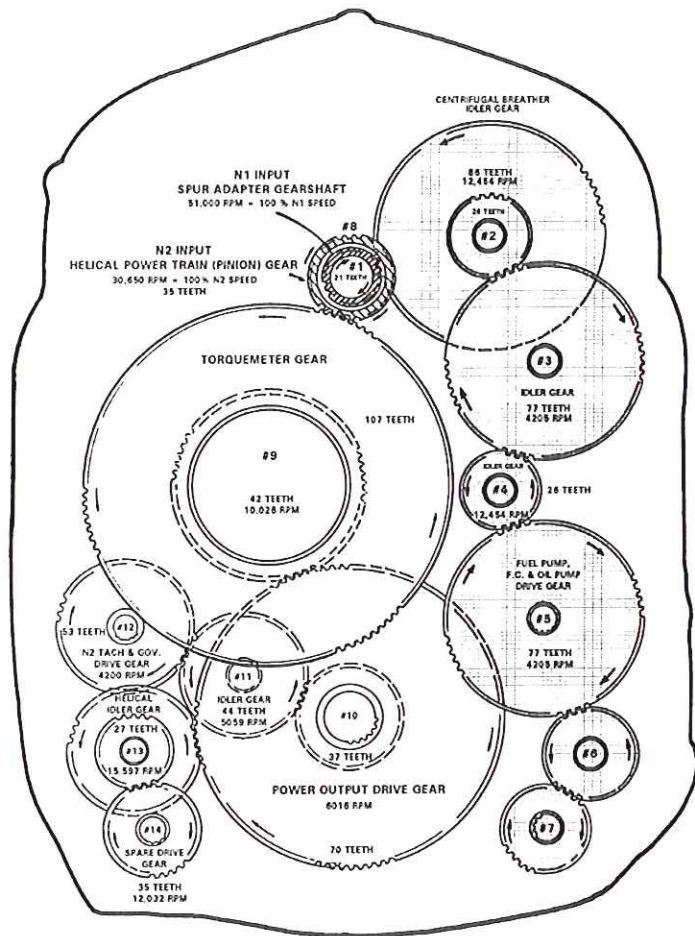 CENTRIFUGAL BREATHER
IDLER GEAR
86 TEETH
12,454 RPM
26 TEETH
#2
N1 INPUT
SPUR ADAPTER GEARSHAFT
51,000 RPM = 100 % N1 SPEED
#8
#1
21 TEETH
N2 INPUT
HELICAL POWER TRAIN (PINION) GEAR
30,650 RPM = 100% N2 SPEED
35 TEETH
#3
IDLER GEAR
77 TEETH
4205 RPM
TORQUEMETER GEAR
107 TEETH
#9
42 TEETH
10,026 RPM
IDLER GEAR
#4
12,454 RPM
26 TEETH
FUEL PUMP,
F.C. & OIL PUMP
DRIVE GEAR
#5
77 TEETH
4205 RPM
#12
53 TEETH
N2 TACH & GOV.
DRIVE GEAR
4200 RPM
#11
IDLER GEAR
44 TEETH
5059 RPM
#10
37 TEETH
HELICAL
IDLER GEAR
27 TEETH
#13
15,597 RPM
POWER OUTPUT DRIVE GEAR
6016 RPM
70 TEETH
#6
#7
#14
SPARE DRIVE
GEAR
35 TEETH
12,032 RPM